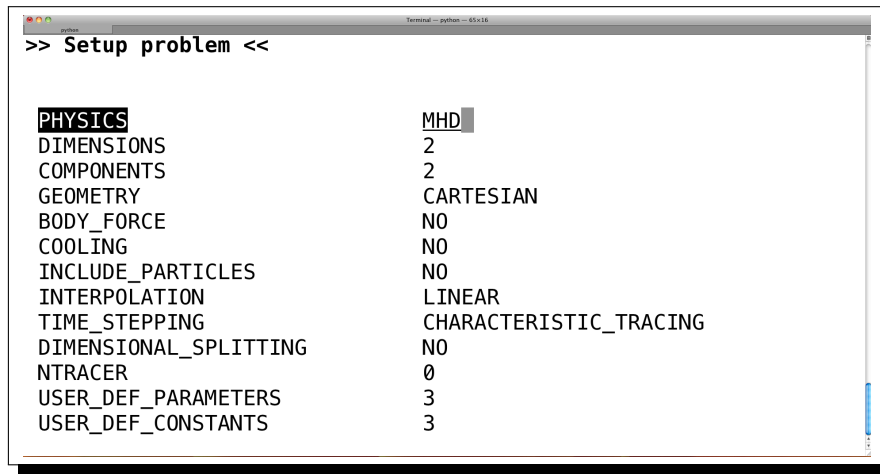 Terminal — python — 65×16
python
>> Setup problem <<
PHYSICS MHD
DIMENSIONS 2
COMPONENTS 2
GEOMETRY CARTESIAN
BODY_FORCE NO
COOLING NO
INCLUDE_PARTICLES NO
INTERPOLATION LINEAR
TIME_STEPPING CHARACTERISTIC_TRACING
DIMENSIONAL_SPLITTING NO
NTRACER 0
USER_DEF_PARAMETERS 3
USER_DEF_CONSTANTS 3